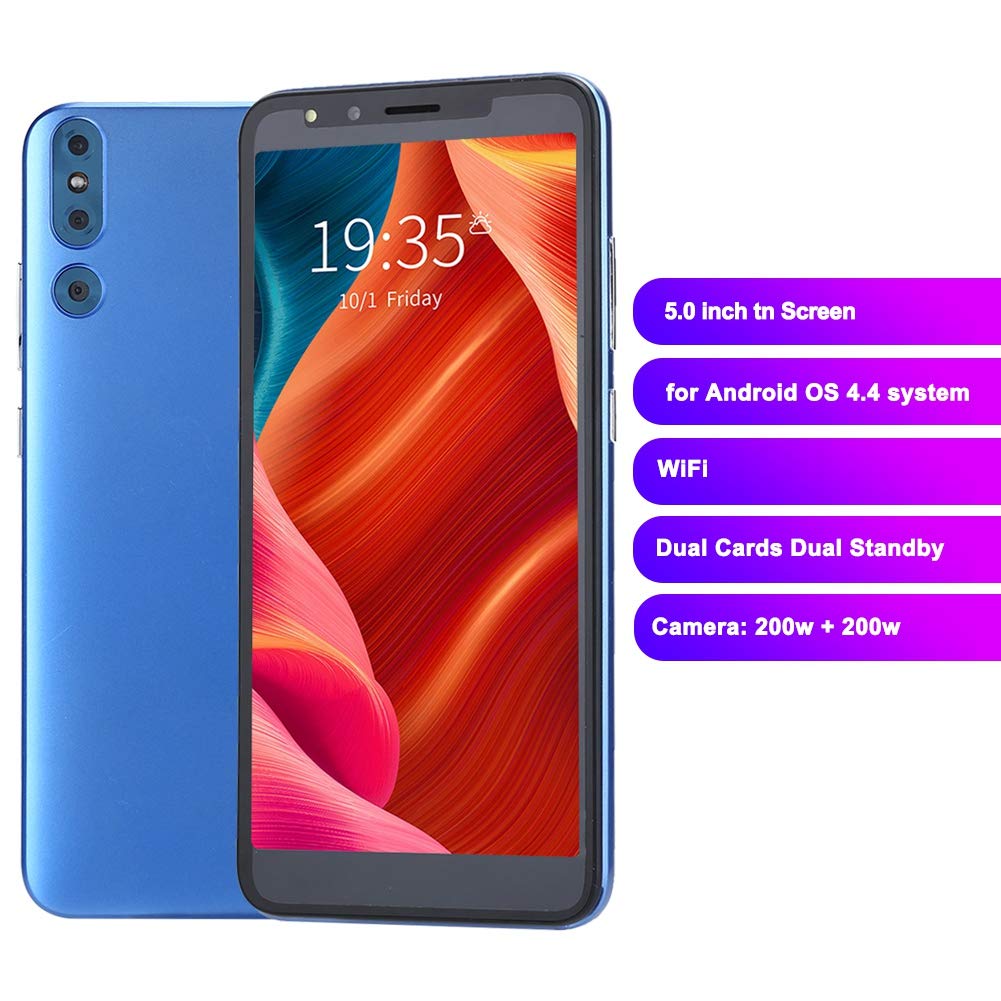 19:35
10/1 Friday
5.0 inch tn Screen
for Android OS 4.4 system
WiFi
Dual Cards Dual Standby
Camera: 200w + 200w